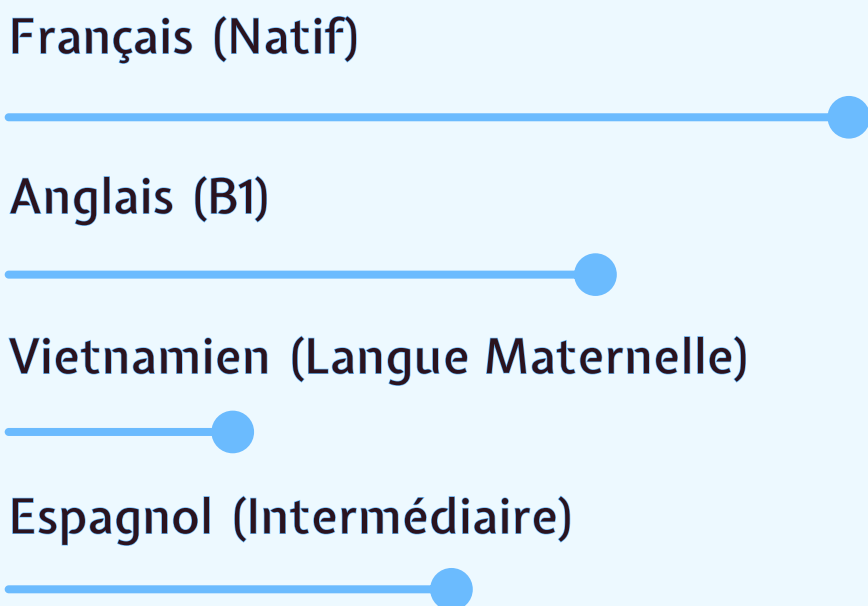 Français (Natif)
Anglais (B1)
Vietnamien (Langue Maternelle)
Espagnol (Intermédiaire)